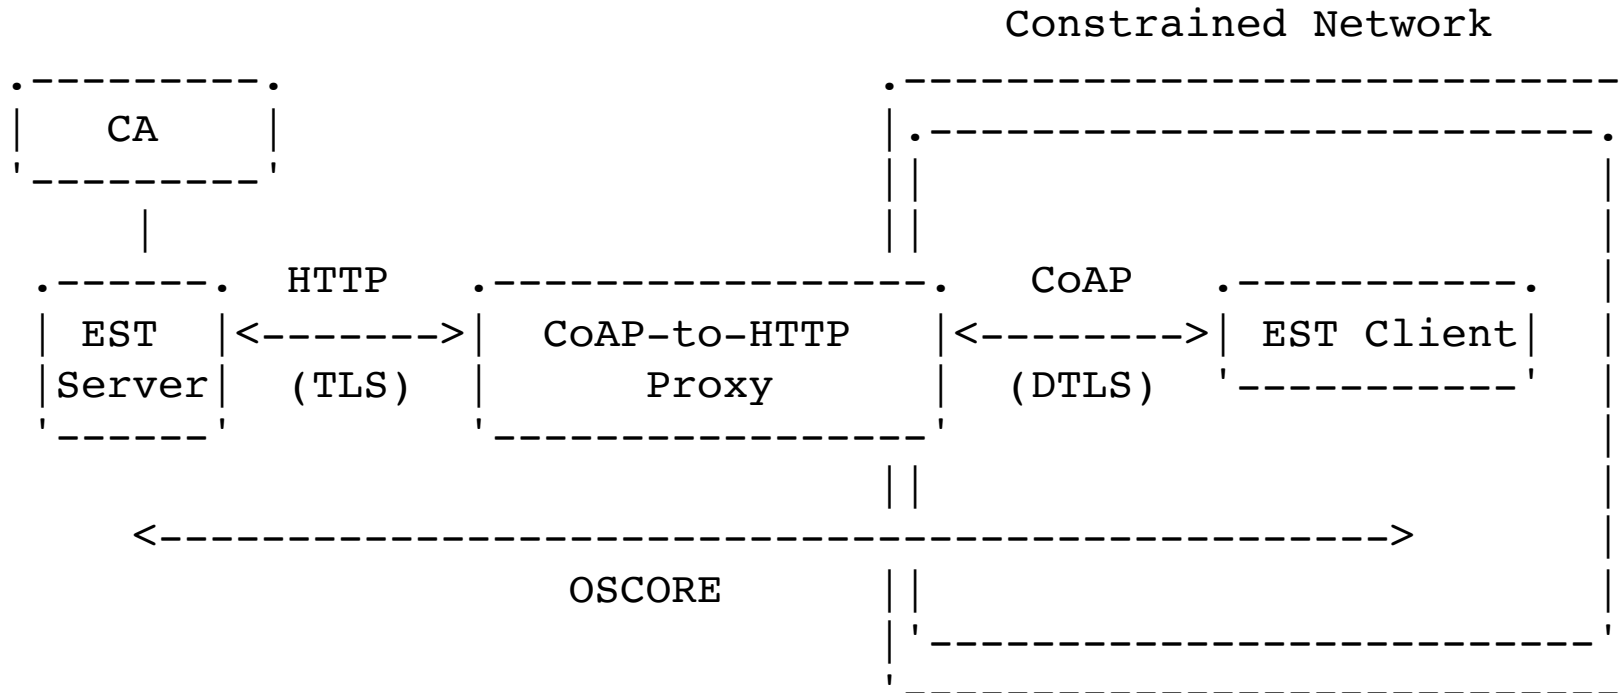 Constrained Network
CA
HTTP CoAP
EST CoAP-to-HTTP EST Client
Server (TLS) Proxy (DTLS)
OSCORE